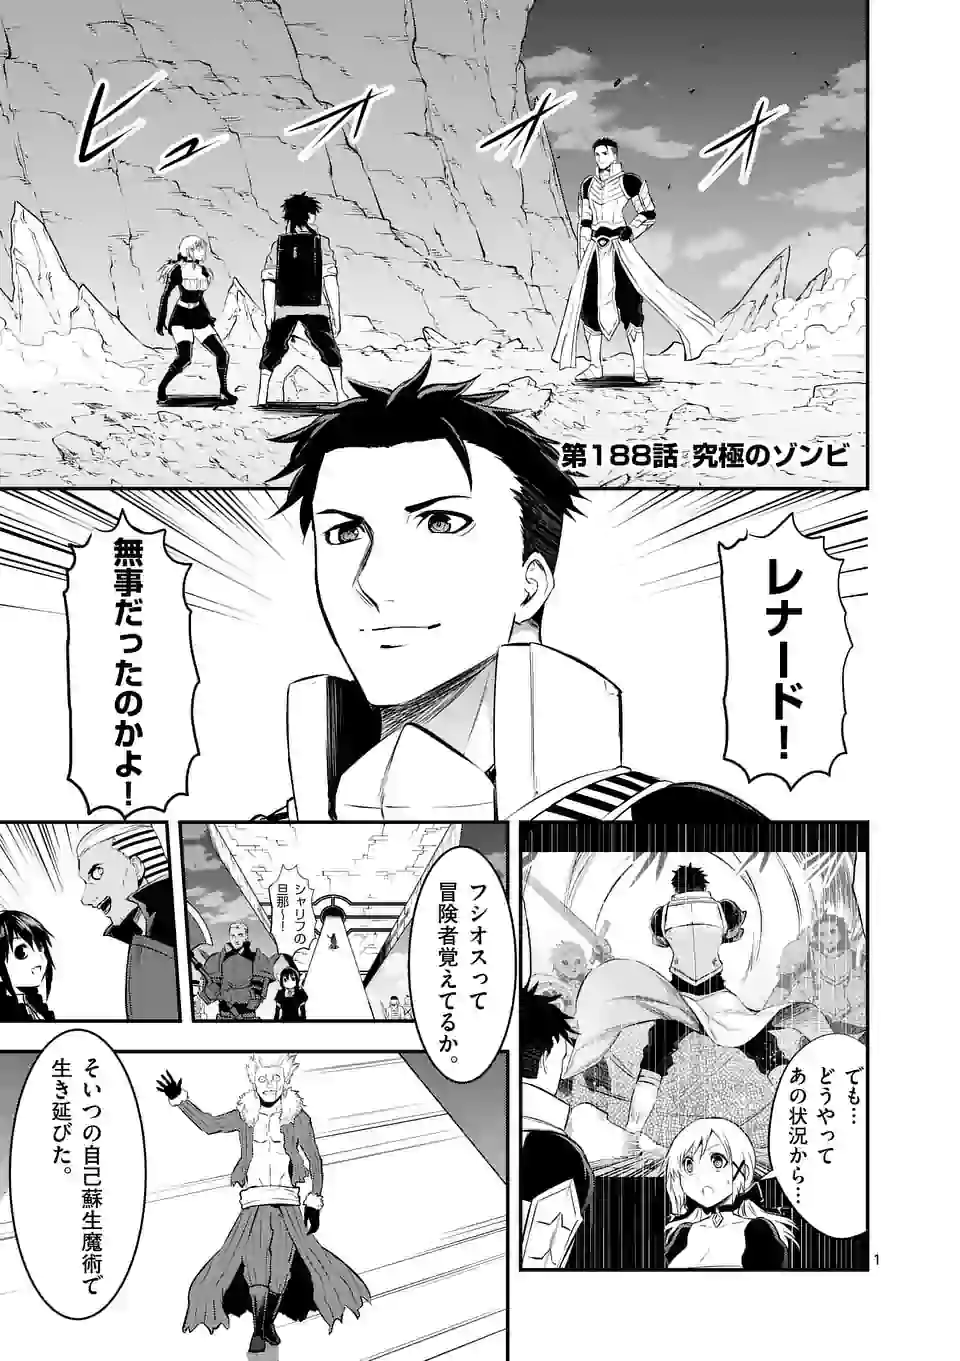 ヒュオオオオ
第188話 究極のゾンビ
レナード！
無事だったのかよ！
でも…
どうやって
あの状況から…
フシオスって
冒険者覚えてるか。
シャリフの
旦那～！
そいつの自己蘇生魔術で
生き延びた。
1